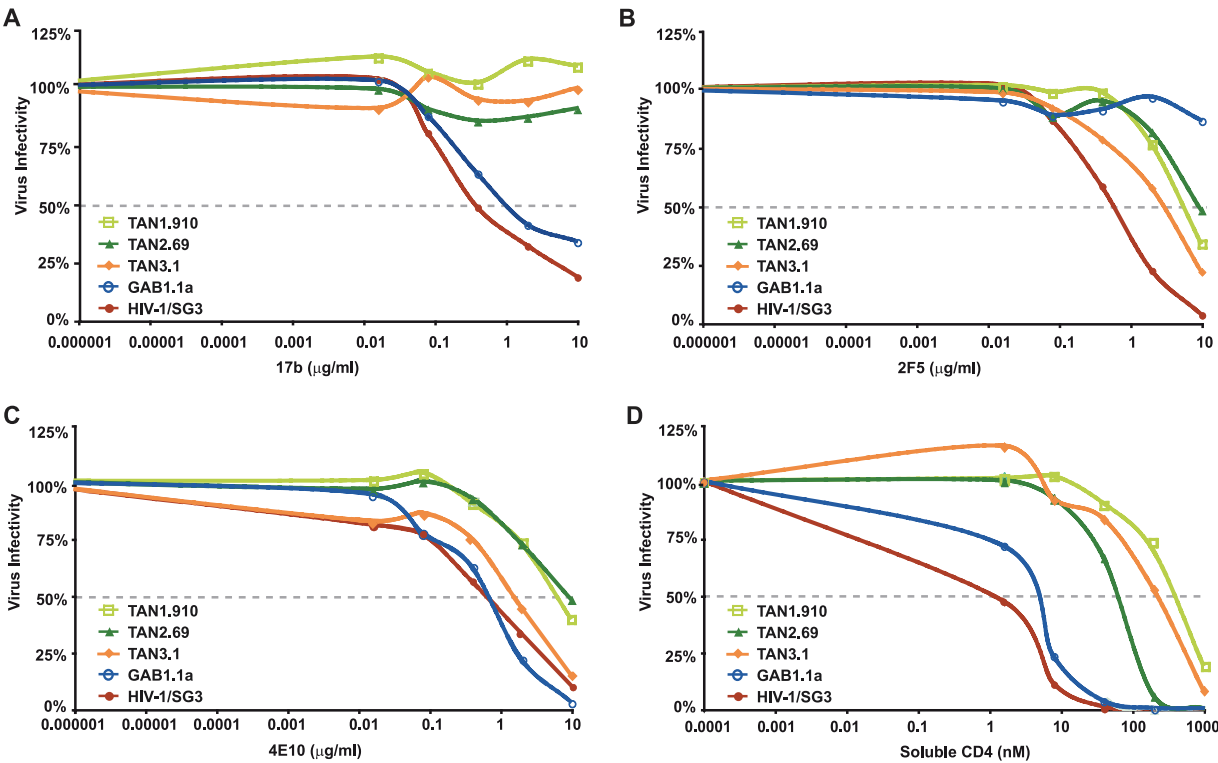 A
125%
100%
75%
50%
25%
0%
Virus Infectivity
TAN1.910
TAN2.69
TAN3.1
GAB1.1a
HIV-1/SG3
0.000001 0.00001 0.0001 0.001 0.01 0.1 1 10
17b (μg/ml)
B
125%
100%
75%
50%
25%
0%
Virus Infectivity
TAN1.910
TAN2.69
TAN3.1
GAB1.1a
HIV-1/SG3
0.000001 0.00001 0.0001 0.001 0.01 0.1 1 10
2F5 (μg/ml)
C
125%
100%
75%
50%
25%
0%
Virus Infectivity
TAN1.910
TAN2.69
TAN3.1
GAB1.1a
HIV-1/SG3
0.000001 0.00001 0.0001 0.001 0.01 0.1 1 10
4E10 (μg/ml)
D
125%
100%
75%
50%
25%
0%
Virus Infectivity
TAN1.910
TAN2.69
TAN3.1
GAB1.1a
HIV-1/SG3
0.0001 0.001 0.01 0.1 1 10 100 1000
Soluble CD4 (nM)